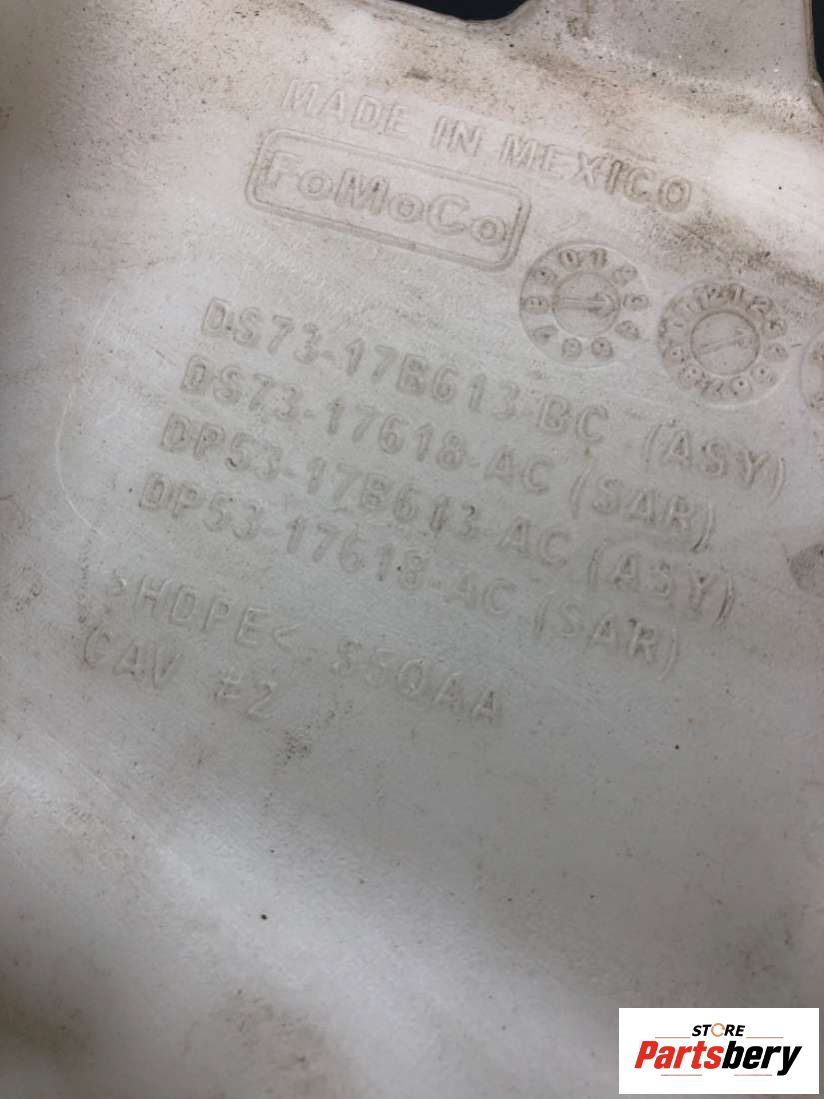 MADE IN MEXICO
FoMoCo
DS73-17B613-BC (ASY)
DS73-17618-AC (SAR)
DP53-17B613-AC (ASY)
DP53-17618-AC (SAR)
>HDPE<
CAV #2
STORE
Partsbery